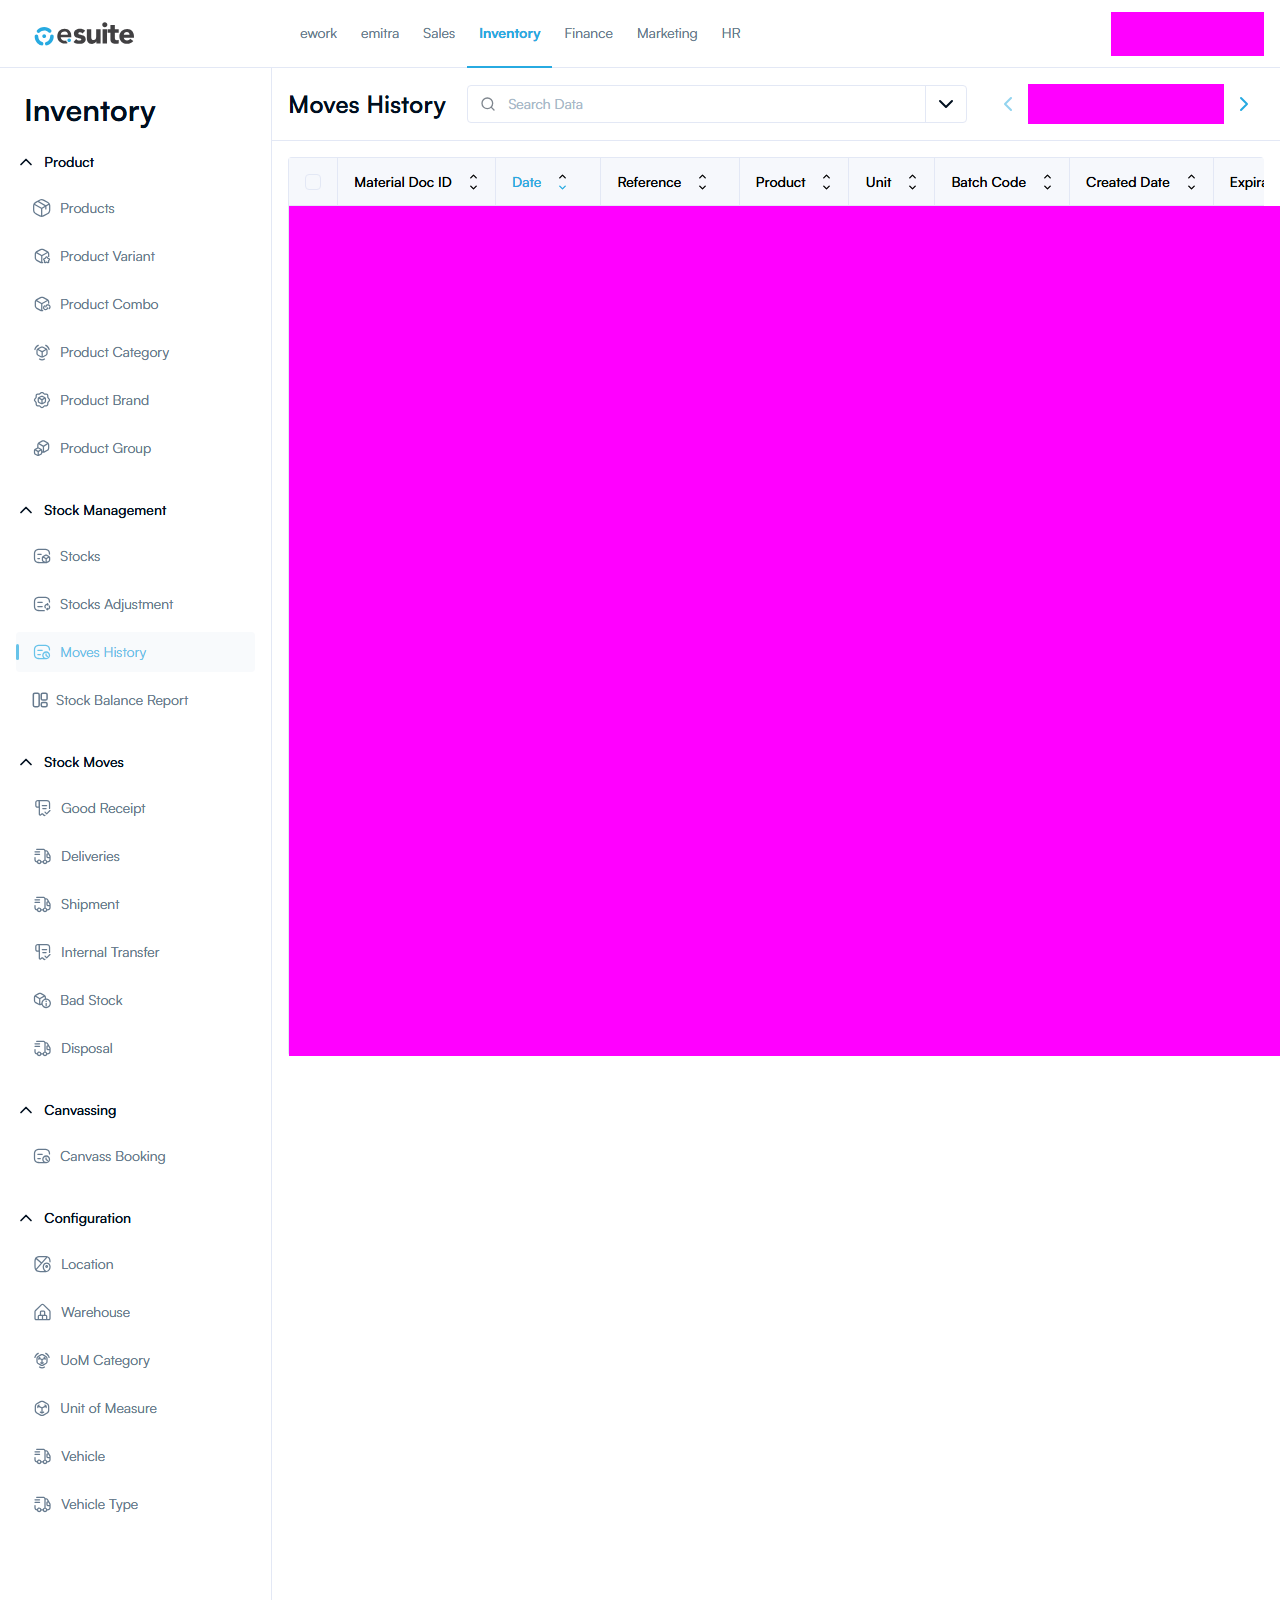 esuite
ework emitra Sales Inventory Finance Marketing HR
Inventory
Product
Products
Product Variant
Product Combo
Product Category
Product Brand
Product Group
Stock Management
Stocks
Stocks Adjustment
Moves History
Stock Balance Report
Stock Moves
Good Receipt
Deliveries
Shipment
Internal Transfer
Bad Stock
Disposal
Canvassing
Canvass Booking
Configuration
Location
Warehouse
UoM Category
Unit of Measure
Vehicle
Vehicle Type
Moves History
Search Data
Material Doc ID Date Reference Product Unit Batch Code Created Date